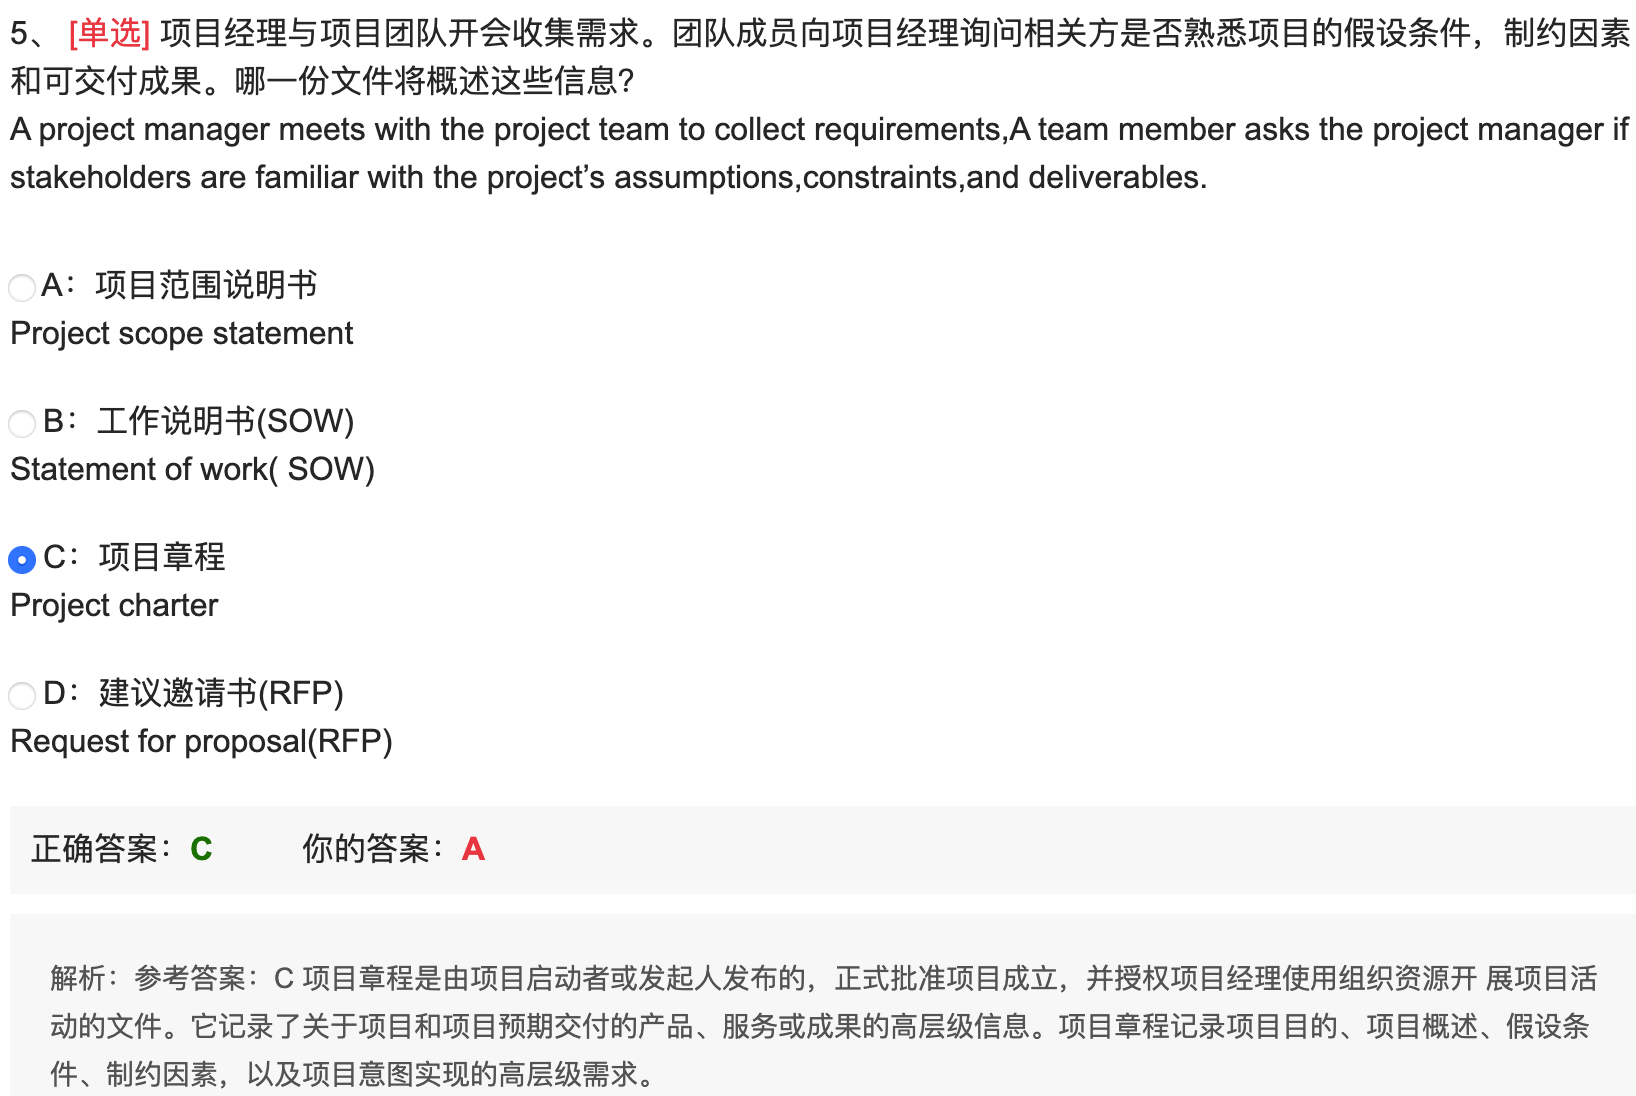 5、 [单选] 项目经理与项目团队开会收集需求。团队成员向项目经理询问相关方是否熟悉项目的假设条件，制约因素
和可交付成果。哪一份文件将概述这些信息?
A project manager meets with the project team to collect requirements,A team member asks the project manager if
stakeholders are familiar with the project’s assumptions,constraints,and deliverables.
A：项目范围说明书
Project scope statement
B：工作说明书(SOW)
Statement of work( SOW)
C：项目章程
Project charter
D：建议邀请书(RFP)
Request for proposal(RFP)
正确答案：C 你的答案：A
解析：参考答案：C 项目章程是由项目启动者或发起人发布的，正式批准项目成立，并授权项目经理使用组织资源开 展项目活
动的文件。它记录了关于项目和项目预期交付的产品、服务或成果的高层级信息。项目章程记录项目目的、项目概述、假设条
件、制约因素，以及项目意图实现的高层级需求。